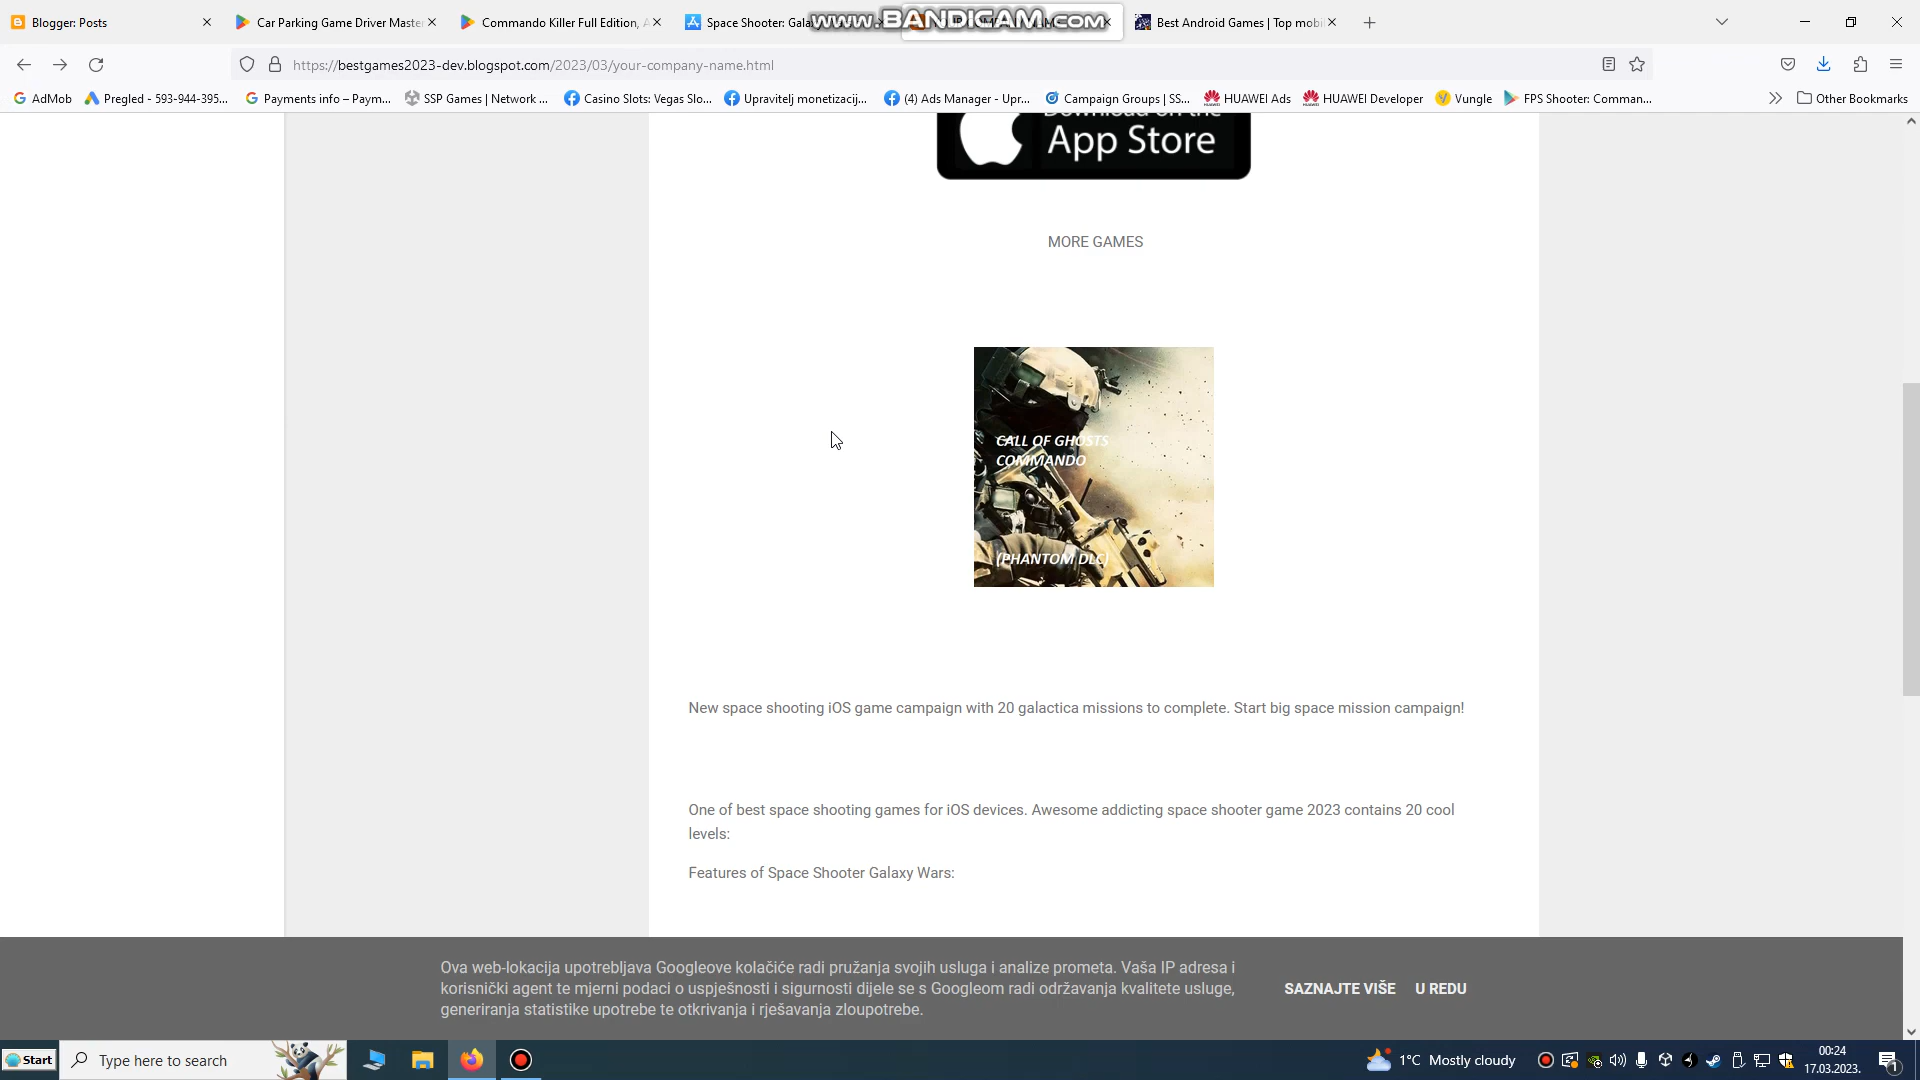 Blogger: Posts
Car Parking Game Driver Maste
Commando Killer Full Edition, A
Space Shooter: Gala
www.BANDICAM.com
Best Android Games | Top mobi
https://bestgames2023-dev.blogspot.com/2023/03/your-company-name.html
AdMob
Pregled - 593-944-395...
Payments info – Paym...
SSP Games | Network ...
Casino Slots: Vegas Slo...
Upravitelj monetizacij...
(4) Ads Manager - Upr...
Campaign Groups | SS...
HUAWEI Ads
HUAWEI Developer
Vungle
FPS Shooter: Comman...
Other Bookmarks
Download on the
App Store
MORE GAMES
CALL OF GHOSTS
COMMANDO
(PHANTOM DLC)
New space shooting iOS game campaign with 20 galactica missions to complete. Start big space mission campaign!
One of best space shooting games for iOS devices. Awesome addicting space shooter game 2023 contains 20 cool
levels:
Features of Space Shooter Galaxy Wars:
Ova web-lokacija upotrebljava Googleove kolačiće radi pružanja svojih usluga i analize prometa. Vaša IP adresa i
korisnički agent te mjerni podaci o uspješnosti i sigurnosti dijele se s Googleom radi održavanja kvalitete usluge,
generiranja statistike upotrebe te otkrivanja i rješavanja zloupotrebe.
SAZNAJTE VIŠE
U REDU
Start
Type here to search
1°C Mostly cloudy
00:24
17.03.2023.
1